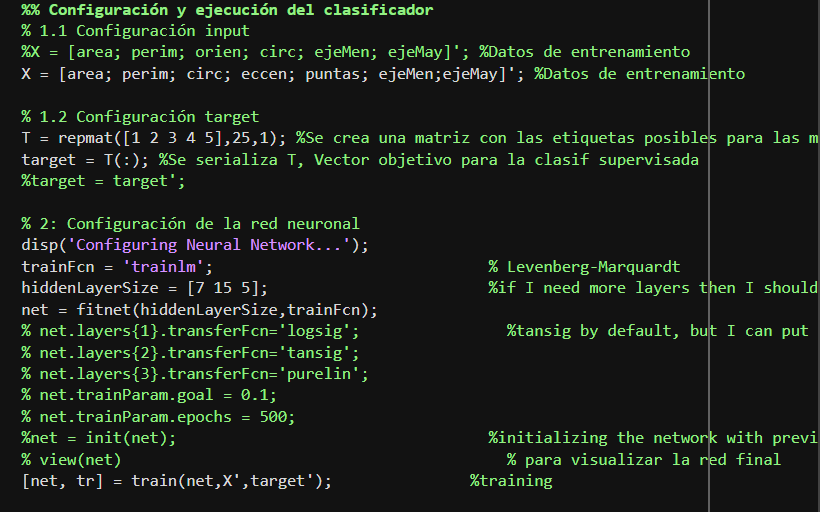 %% Configuración y ejecución del clasificador
% 1.1 Configuración input
%X = [area; perim; orien; circ; ejeMen; ejeMay]'; %Datos de entrenamiento
X = [area; perim; circ; eccen; puntas; ejeMen;ejeMay]'; %Datos de entrenamiento
% 1.2 Configuración target
T = repmat([1 2 3 4 5],25,1); %Se crea una matriz con las etiquetas posibles para las m
target = T(:); %Se serializa T, Vector objetivo para la clasif supervisada
%target = target';
% 2: Configuración de la red neuronal
disp('Configuring Neural Network...');
trainFcn = 'trainlm'; % Levenberg-Marquardt
hiddenLayerSize = [7 15 5]; %if I need more layers then I should
net = fitnet(hiddenLayerSize,trainFcn);
% net.layers{1}.transferFcn='logsig'; %tansig by default, but I can put
% net.layers{2}.transferFcn='tansig';
% net.layers{3}.transferFcn='purelin';
% net.trainParam.goal = 0.1;
% net.trainParam.epochs = 500;
%net = init(net); %initializing the network with previ
% view(net) % para visualizar la red final
[net, tr] = train(net,X',target'); %training